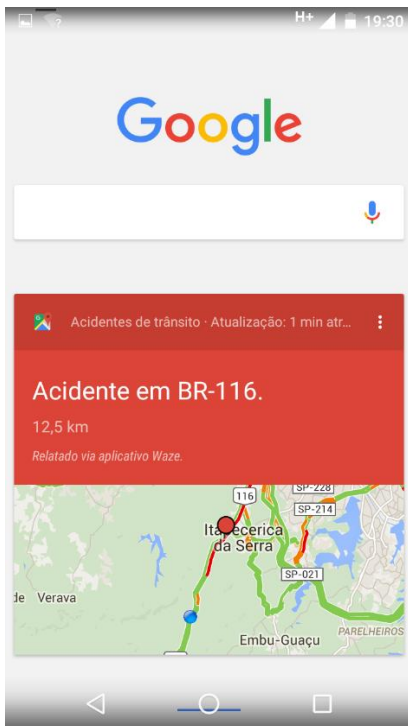 H+ 19:30
Google
Acidentes de trânsito · Atualização: 1 min atr...
Acidente em BR-116.
12,5 km
Relatado via aplicativo Waze.
116
SP-228
SP-214
Itapecerica
da Serra
SP-021
de Verava
Embu-Guaçu
PARELHEIROS